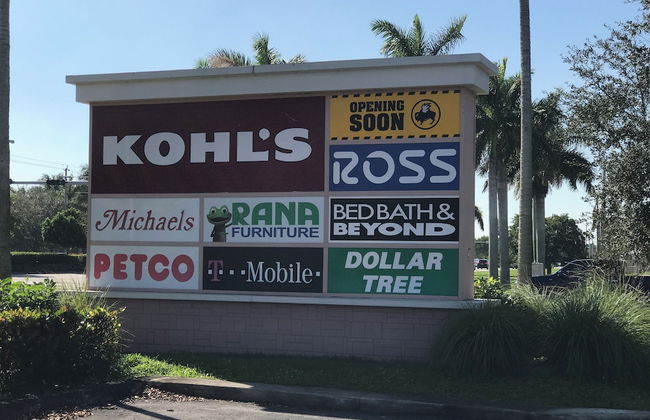 KOHL'S
OPENING
SOON
ROSS
Michaels
RANA
FURNITURE
BED BATH &
BEYOND
PETCO
T··Mobile
DOLLAR
TREE